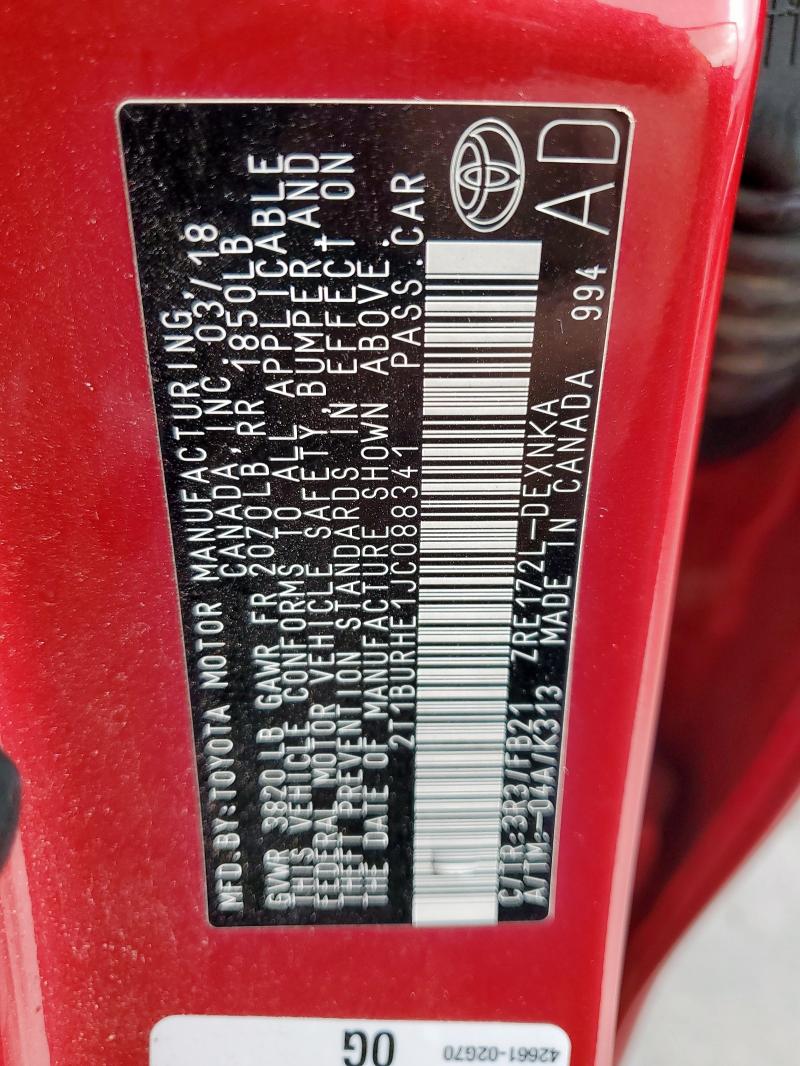 MFD.BY:TOYOTA MOTOR MANUFACTURING,
CANADA, INC. 03/18
GVWR 3820LB GAWR FR 2070LB RR 1850LB
THIS VEHICLE CONFORMS TO ALL APPLICABLE
FEDERAL MOTOR VEHICLE SAFETY, BUMPER AND
THEFT PREVENTION STANDARDS IN EFFECT ON
THE DATE OF MANUFACTURE SHOWN ABOVE.
2T1BURHE1JC088341 PASS.CAR
C/TR:3R3/FB21 ZRE172L-DEXNKA
A/TM:-04A/K313 MADE IN CANADA 994
AD
0G
42661-02G70